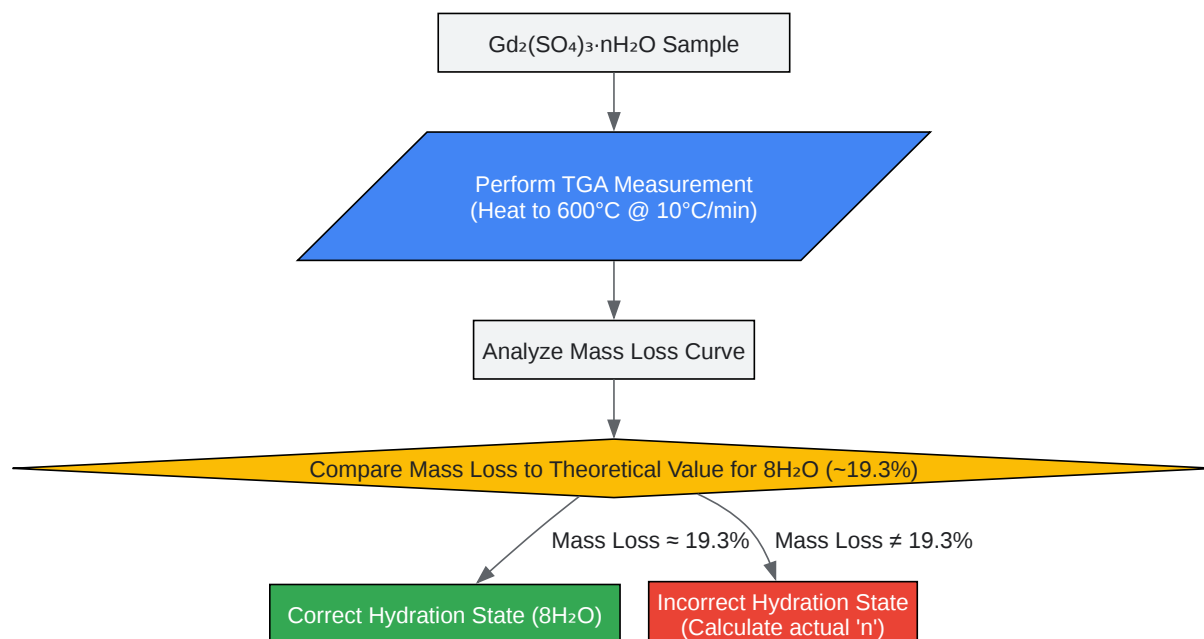 Gd₂(SO₄)₃·nH₂O Sample
Perform TGA Measurement
(Heat to 600°C @ 10°C/min)
Analyze Mass Loss Curve
Compare Mass Loss to Theoretical Value for 8H₂O (~19.3%)
Mass Loss ≈ 19.3%
Mass Loss ≠ 19.3%
Correct Hydration State (8H₂O)
Incorrect Hydration State
(Calculate actual 'n')